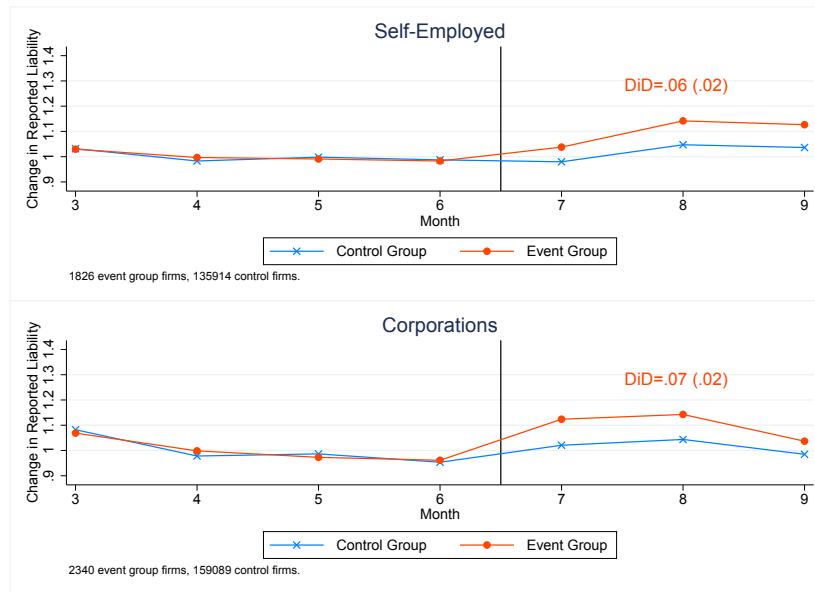 Self-Employed
Change in Reported Liability
1.4
1.3
1.2
1.1
1
.9
DiD=.06 (.02)
3 4 5 6 7 8 9
Month
Control Group Event Group
1826 event group firms, 135914 control firms.
Corporations
Change in Reported Liability
1.4
1.3
1.2
1.1
1
.9
DiD=.07 (.02)
3 4 5 6 7 8 9
Month
Control Group Event Group
2340 event group firms, 159089 control firms.